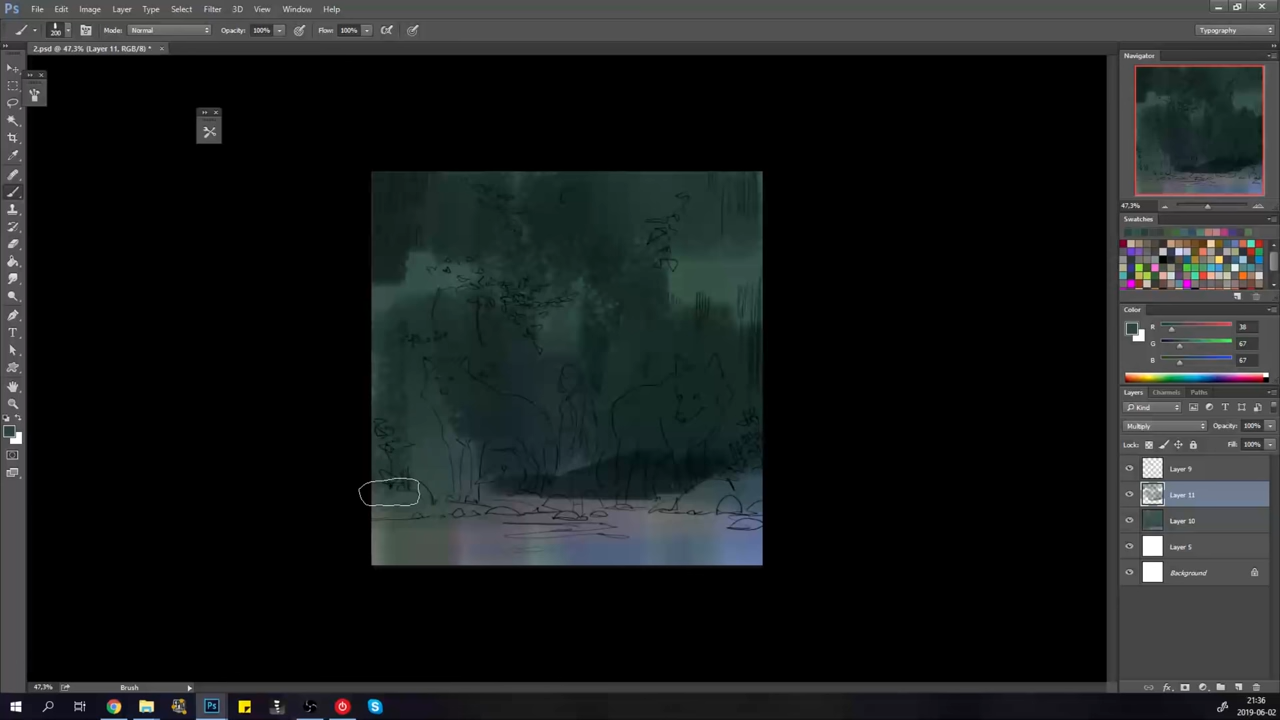 Ps File Edit Image Layer Type Select Filter 3D View Window Help
200 Mode: Normal Opacity: 100% Flow: 100% Typography
2.psd @ 47,3% (Layer 11, RGB/8) *
Navigator
47,3%
Swatches
Color
R 38
G 67
B 67
Layers Channels Paths
Kind
Multiply Opacity: 100%
Lock: Fill: 100%
Layer 9
Layer 11
Layer 10
Layer 5
Background
47,3% Brush
Ps 21:36
2019-06-02